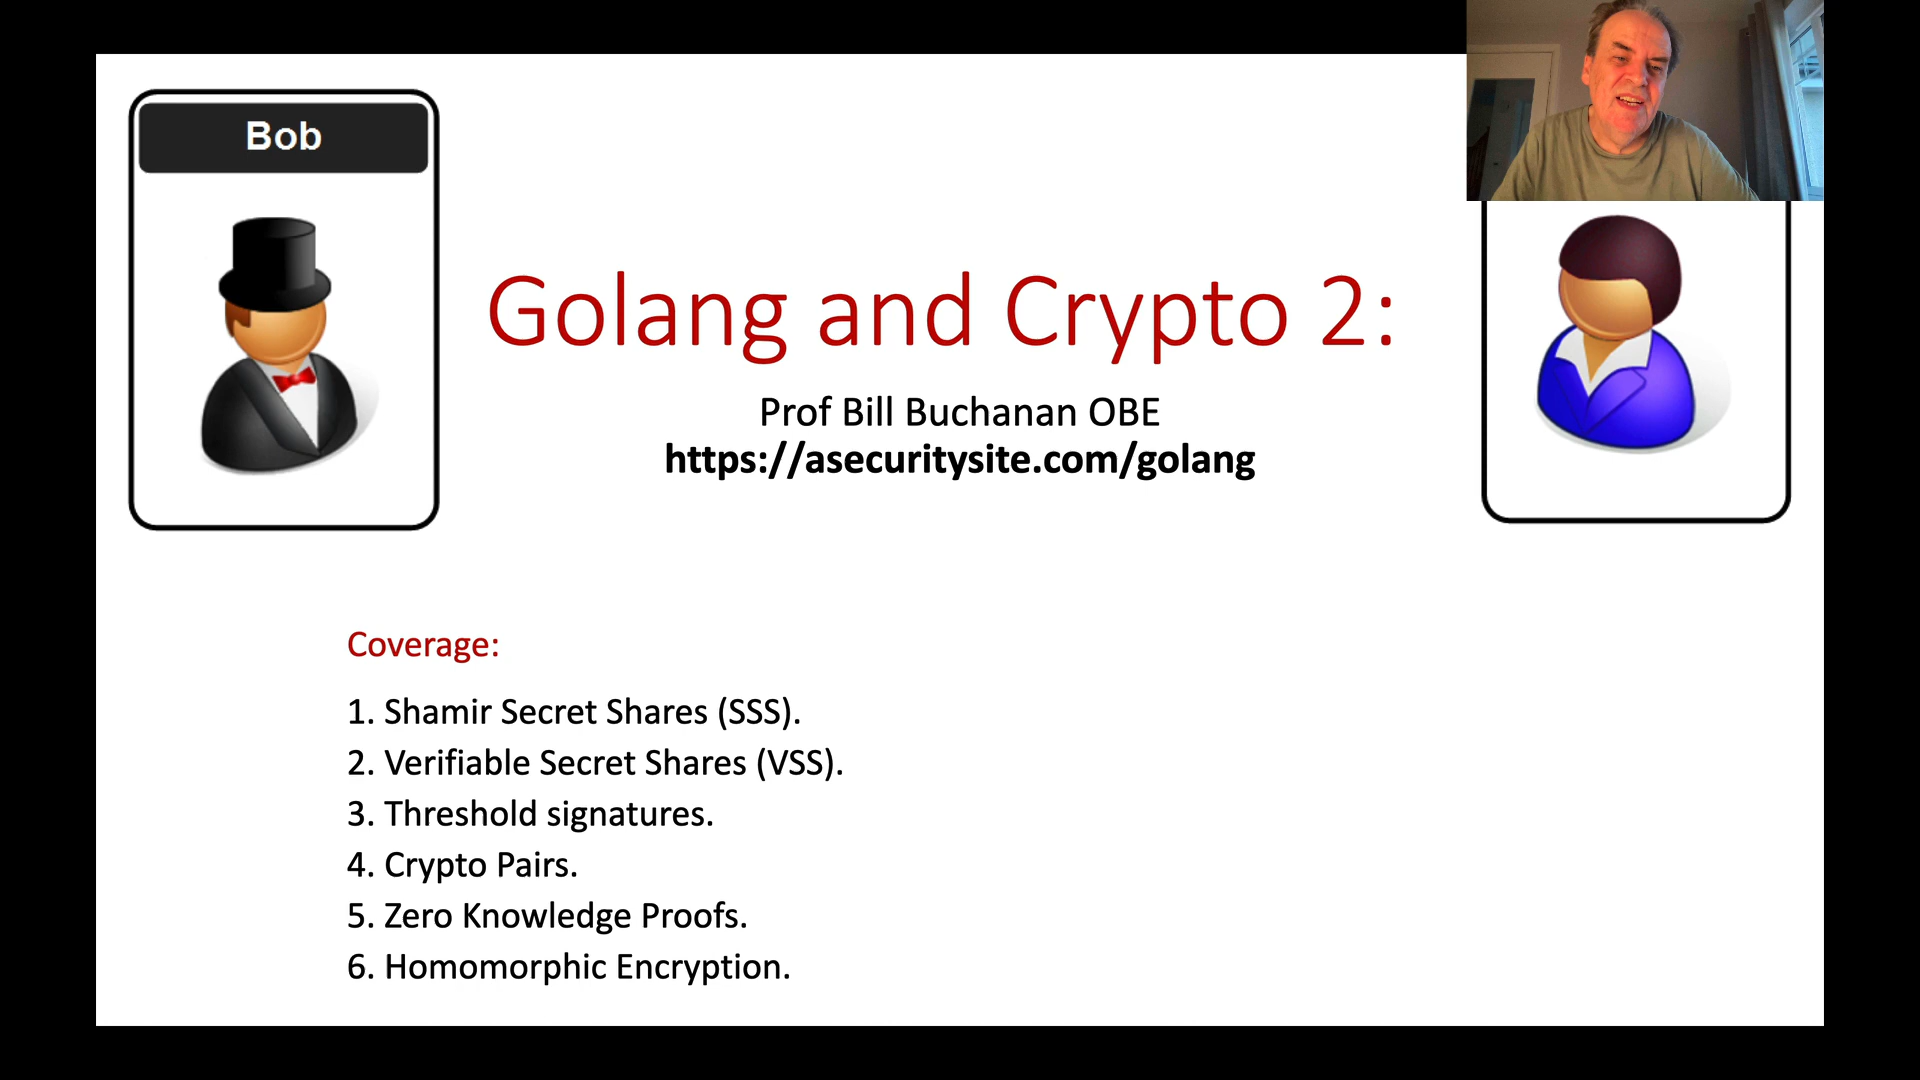 Bob
Golang and Crypto 2:
Prof Bill Buchanan OBE
https://asecuritysite.com/golang
Coverage:
1. Shamir Secret Shares (SSS).
2. Verifiable Secret Shares (VSS).
3. Threshold signatures.
4. Crypto Pairs.
5. Zero Knowledge Proofs.
6. Homomorphic Encryption.